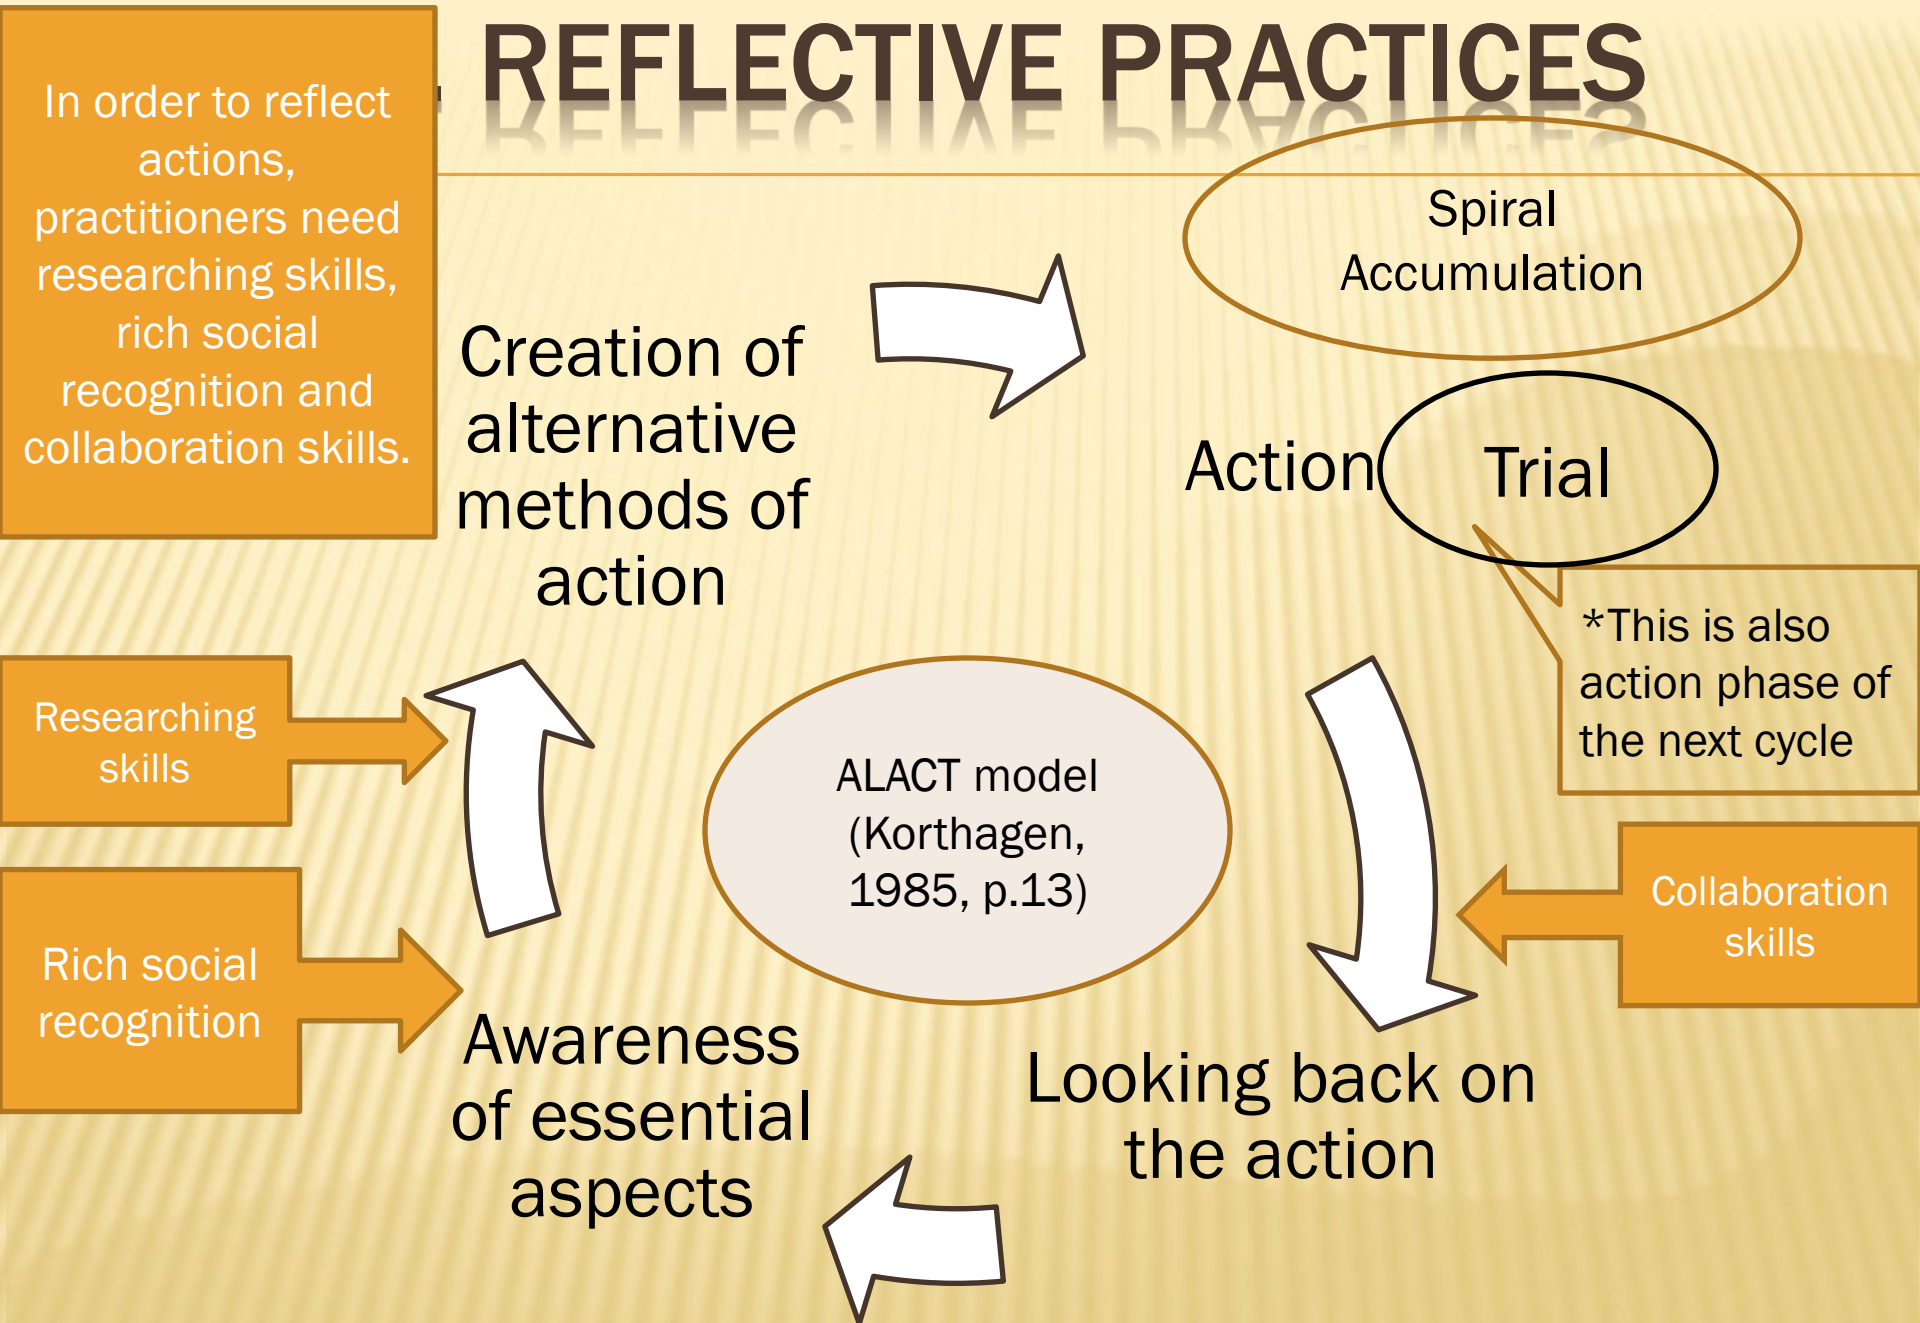 . REFLECTIVE PRACTICES
In order to reflect
actions,
practitioners need
researching skills,
rich social
recognition and
collaboration skills.
Spiral
Accumulation
Creation of
alternative
methods of
action
Action
Trial
*This is also
action phase of
the next cycle
Researching
skills
ALACT model
(Korthagen,
1985, p.13)
Collaboration
skills
Rich social
recognition
Awareness
of essential
aspects
Looking back on
the action